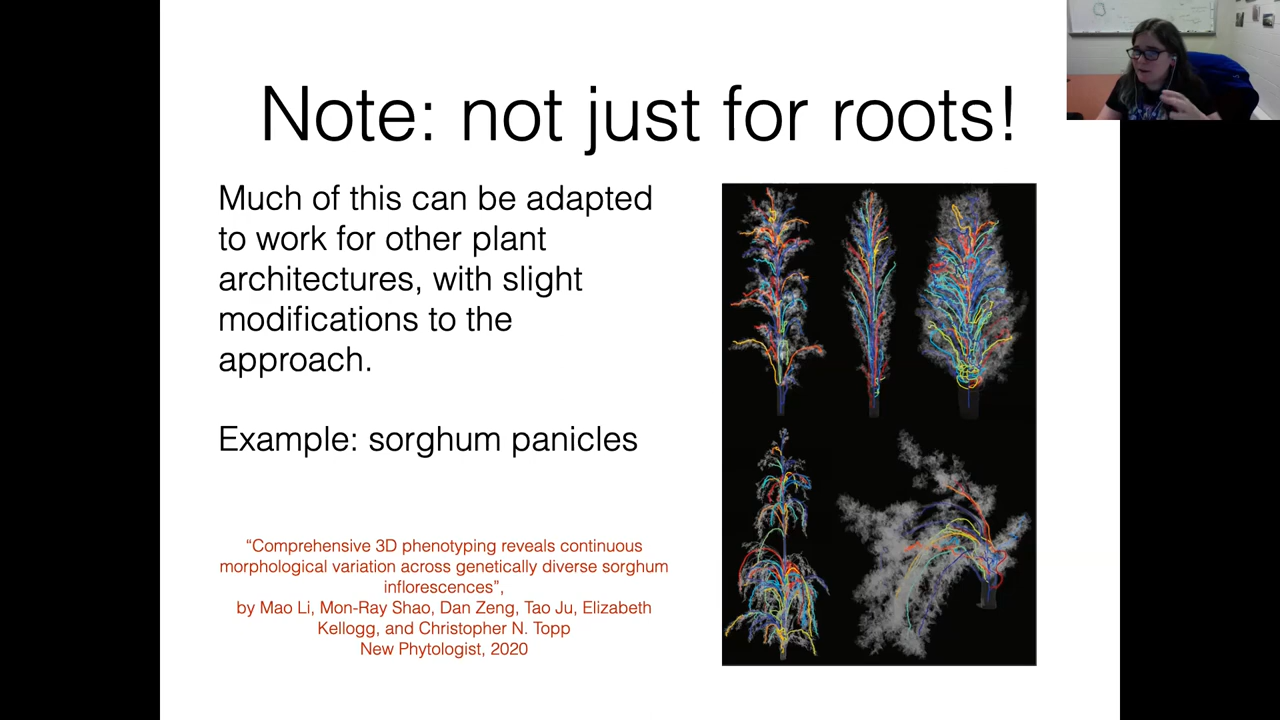 Note: not just for roots!
Much of this can be adapted
to work for other plant
architectures, with slight
modifications to the
approach.
Example: sorghum panicles
“Comprehensive 3D phenotyping reveals continuous
morphological variation across genetically diverse sorghum
inflorescences”,
by Mao Li, Mon-Ray Shao, Dan Zeng, Tao Ju, Elizabeth
Kellogg, and Christopher N. Topp
New Phytologist, 2020